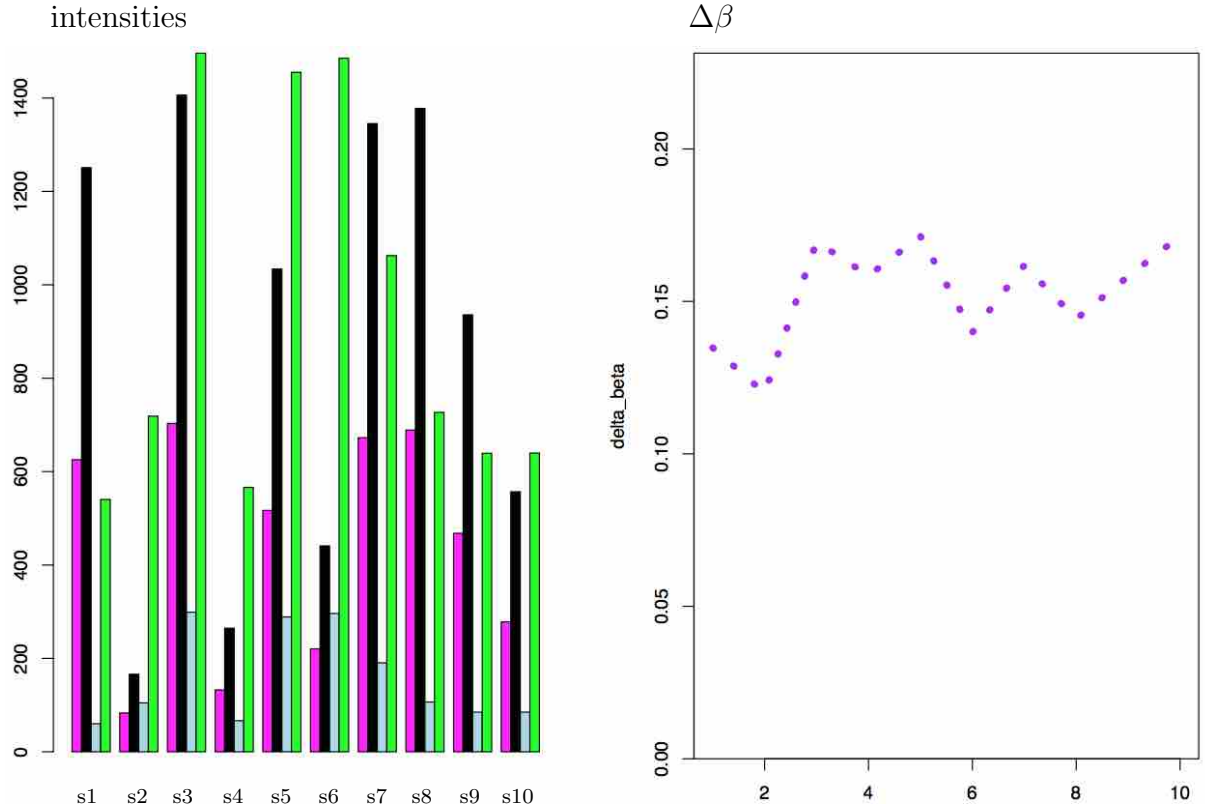 intensities
0 200 400 600 800 1000 1200 1400
s1 s2 s3 s4 s5 s6 s7 s8 s9 s10
Δβ
delta_beta
0.00 0.05 0.10 0.15 0.20
2 4 6 8 10